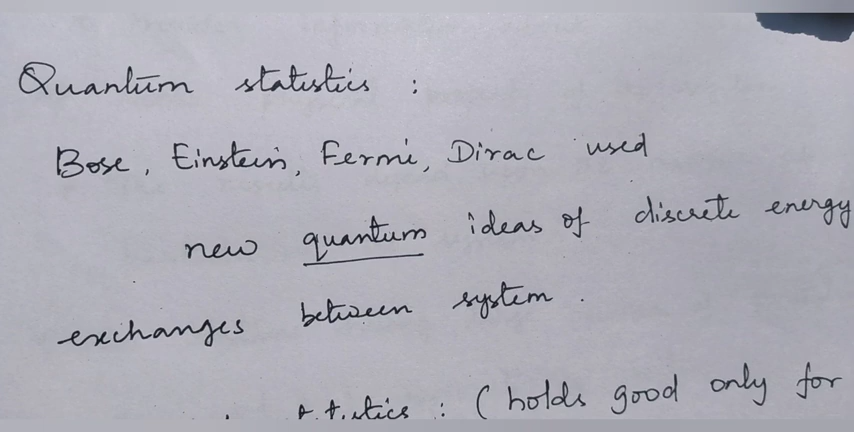 Quantum statistics :
Bose, Einstein, Fermi, Dirac used
new quantum ideas of discrete energy
exchanges between system.
: (holds good only for